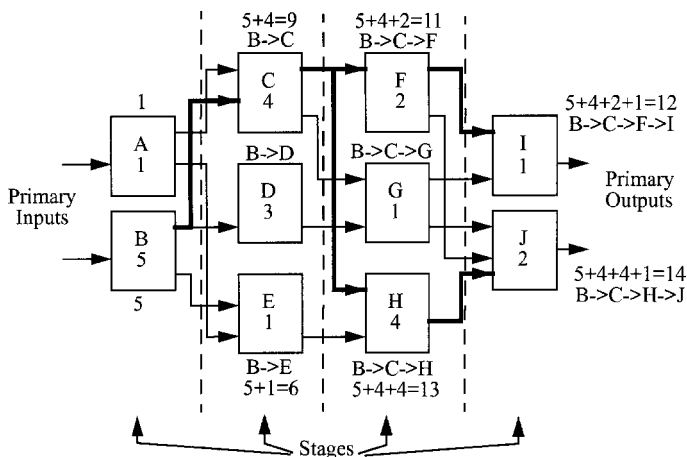 5+4=9
B->C
5+4+2=11
B->C->F
C
4
F
2
1
A
1
5+4+2+1=12
B->C->F->I
I
1
B->D
B->C->G
Primary
Inputs
D
3
G
1
Primary
Outputs
B
5
J
2
5
5+4+4+1=14
B->C->H->J
E
1
H
4
B->E
5+1=6
B->C->H
5+4+4=13
Stages